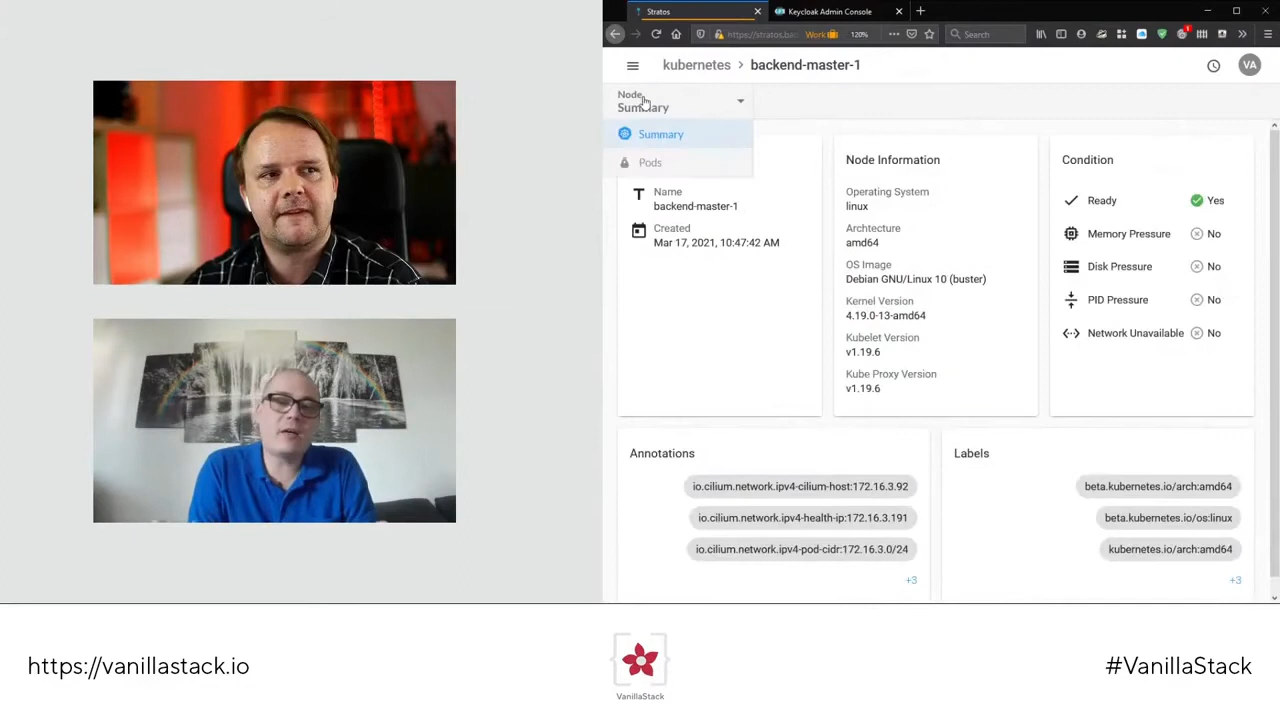 Stratos
Keycloak Admin Console
https://stratos.bac
Work
120%
Search
kubernetes > backend-master-1
VA
Node
Summary
Summary
Pods
Name
backend-master-1
Created
Mar 17, 2021, 10:47:42 AM
Node Information
Operating System
linux
Archtecture
amd64
OS Image
Debian GNU/Linux 10 (buster)
Kernel Version
4.19.0-13-amd64
Kubelet Version
v1.19.6
Kube Proxy Version
v1.19.6
Condition
Ready Yes
Memory Pressure No
Disk Pressure No
PID Pressure No
Network Unavailable No
Annotations
io.cilium.network.ipv4-cilium-host:172.16.3.92
io.cilium.network.ipv4-health-ip:172.16.3.191
io.cilium.network.ipv4-pod-cidr:172.16.3.0/24
+3
Labels
beta.kubernetes.io/arch:amd64
beta.kubernetes.io/os:linux
kubernetes.io/arch:amd64
+3
https://vanillastack.io
VanillaStack
#VanillaStack